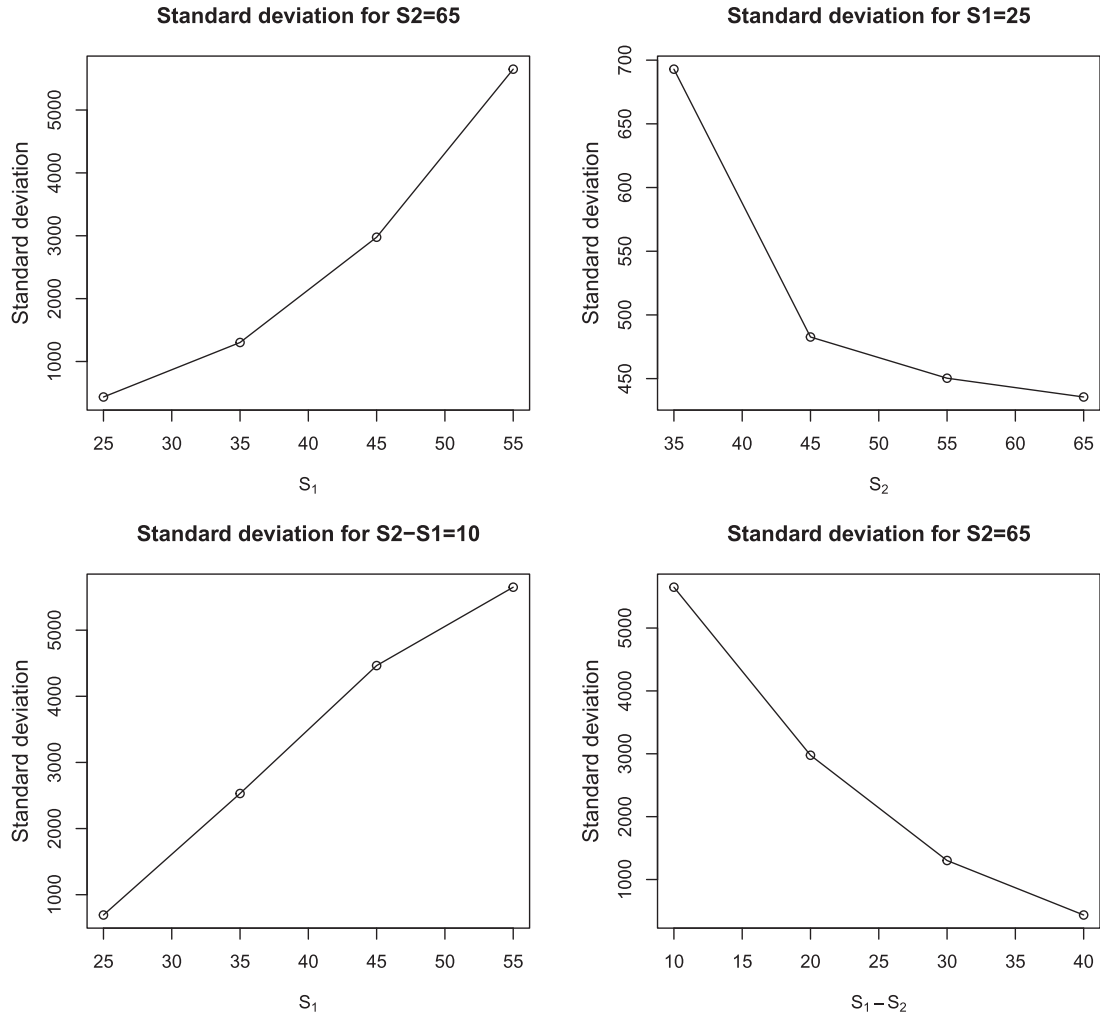 Standard deviation for S2=65
Standard deviation
1000 2000 3000 4000 5000
25 30 35 40 45 50 55
S₁
Standard deviation for S1=25
Standard deviation
450 500 550 600 650 700
35 40 45 50 55 60 65
S₂
Standard deviation for S2−S1=10
Standard deviation
1000 2000 3000 4000 5000
25 30 35 40 45 50 55
S₁
Standard deviation for S2=65
Standard deviation
1000 2000 3000 4000 5000
10 15 20 25 30 35 40
S₁ − S₂